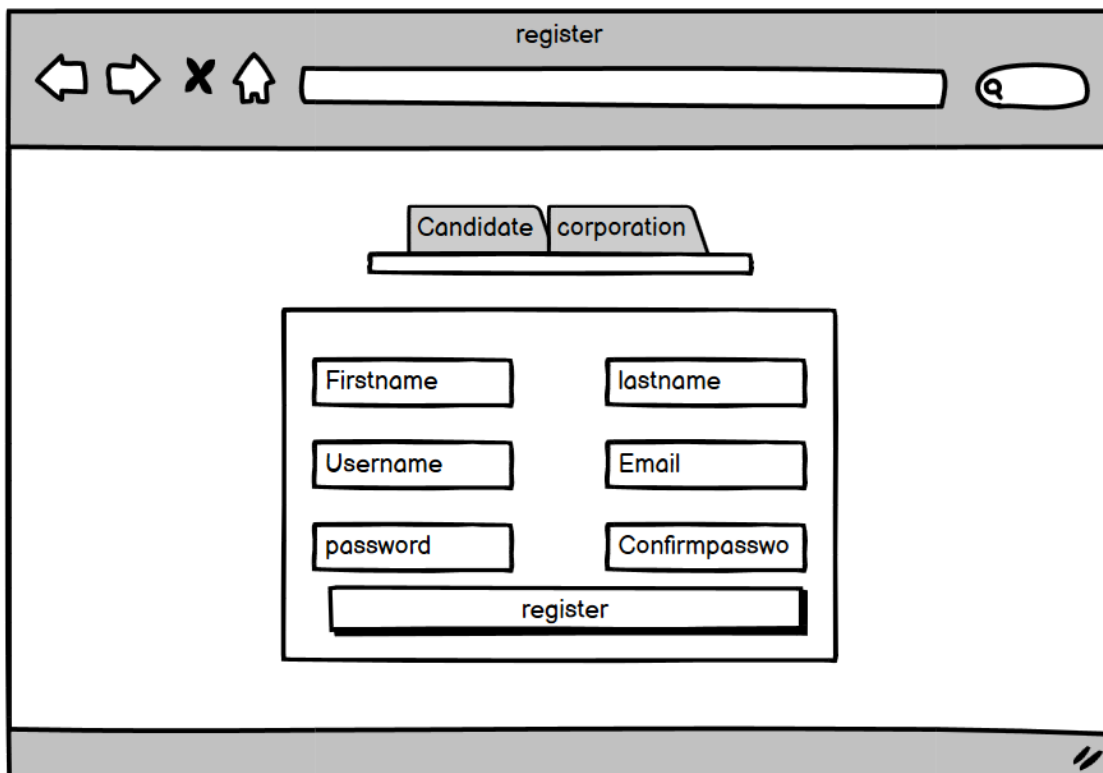 register
Candidate corporation
Firstname lastname
Username Email
password Confirmpasswo
register